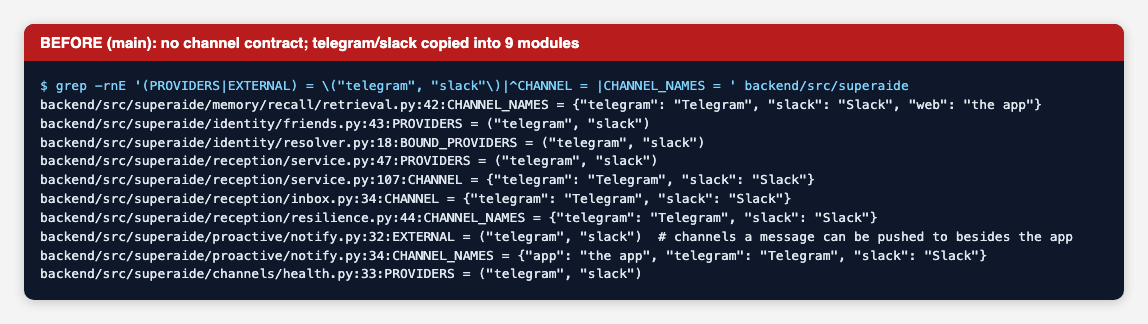 BEFORE (main): no channel contract; telegram/slack copied into 9 modules
$ grep -rnE '(PROVIDERS|EXTERNAL) = \("telegram", "slack"\)|^CHANNEL = |CHANNEL_NAMES = ' backend/src/superaide
backend/src/superaide/memory/recall/retrieval.py:42:CHANNEL_NAMES = {"telegram": "Telegram", "slack": "Slack", "web": "the app"}
backend/src/superaide/identity/friends.py:43:PROVIDERS = ("telegram", "slack")
backend/src/superaide/identity/resolver.py:18:BOUND_PROVIDERS = ("telegram", "slack")
backend/src/superaide/reception/service.py:47:PROVIDERS = ("telegram", "slack")
backend/src/superaide/reception/service.py:107:CHANNEL = {"telegram": "Telegram", "slack": "Slack"}
backend/src/superaide/reception/inbox.py:34:CHANNEL = {"telegram": "Telegram", "slack": "Slack"}
backend/src/superaide/reception/resilience.py:44:CHANNEL_NAMES = {"telegram": "Telegram", "slack": "Slack"}
backend/src/superaide/proactive/notify.py:32:EXTERNAL = ("telegram", "slack")  # channels a message can be pushed to besides the app
backend/src/superaide/proactive/notify.py:34:CHANNEL_NAMES = {"app": "the app", "telegram": "Telegram", "slack": "Slack"}
backend/src/superaide/channels/health.py:33:PROVIDERS = ("telegram", "slack")